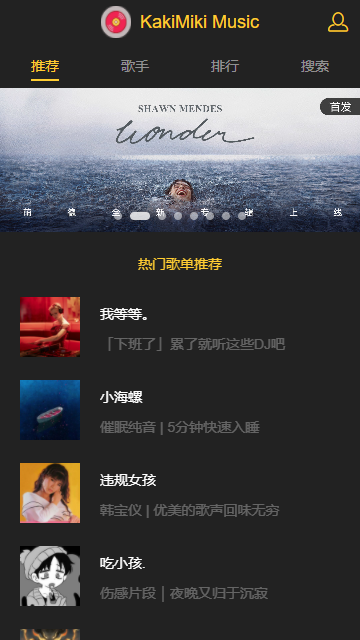 KakiMiki Music
推荐 歌手 排行 搜索
首发
SHAWN MENDES
Wonder
萌德全新专辑上线
热门歌单推荐
我等等。
「下班了」累了就听这些DJ吧
小海螺
催眠纯音 | 5分钟快速入睡
违规女孩
韩宝仪 | 优美的歌声回味无穷
吃小孩.
伤感片段｜夜晚又归于沉寂